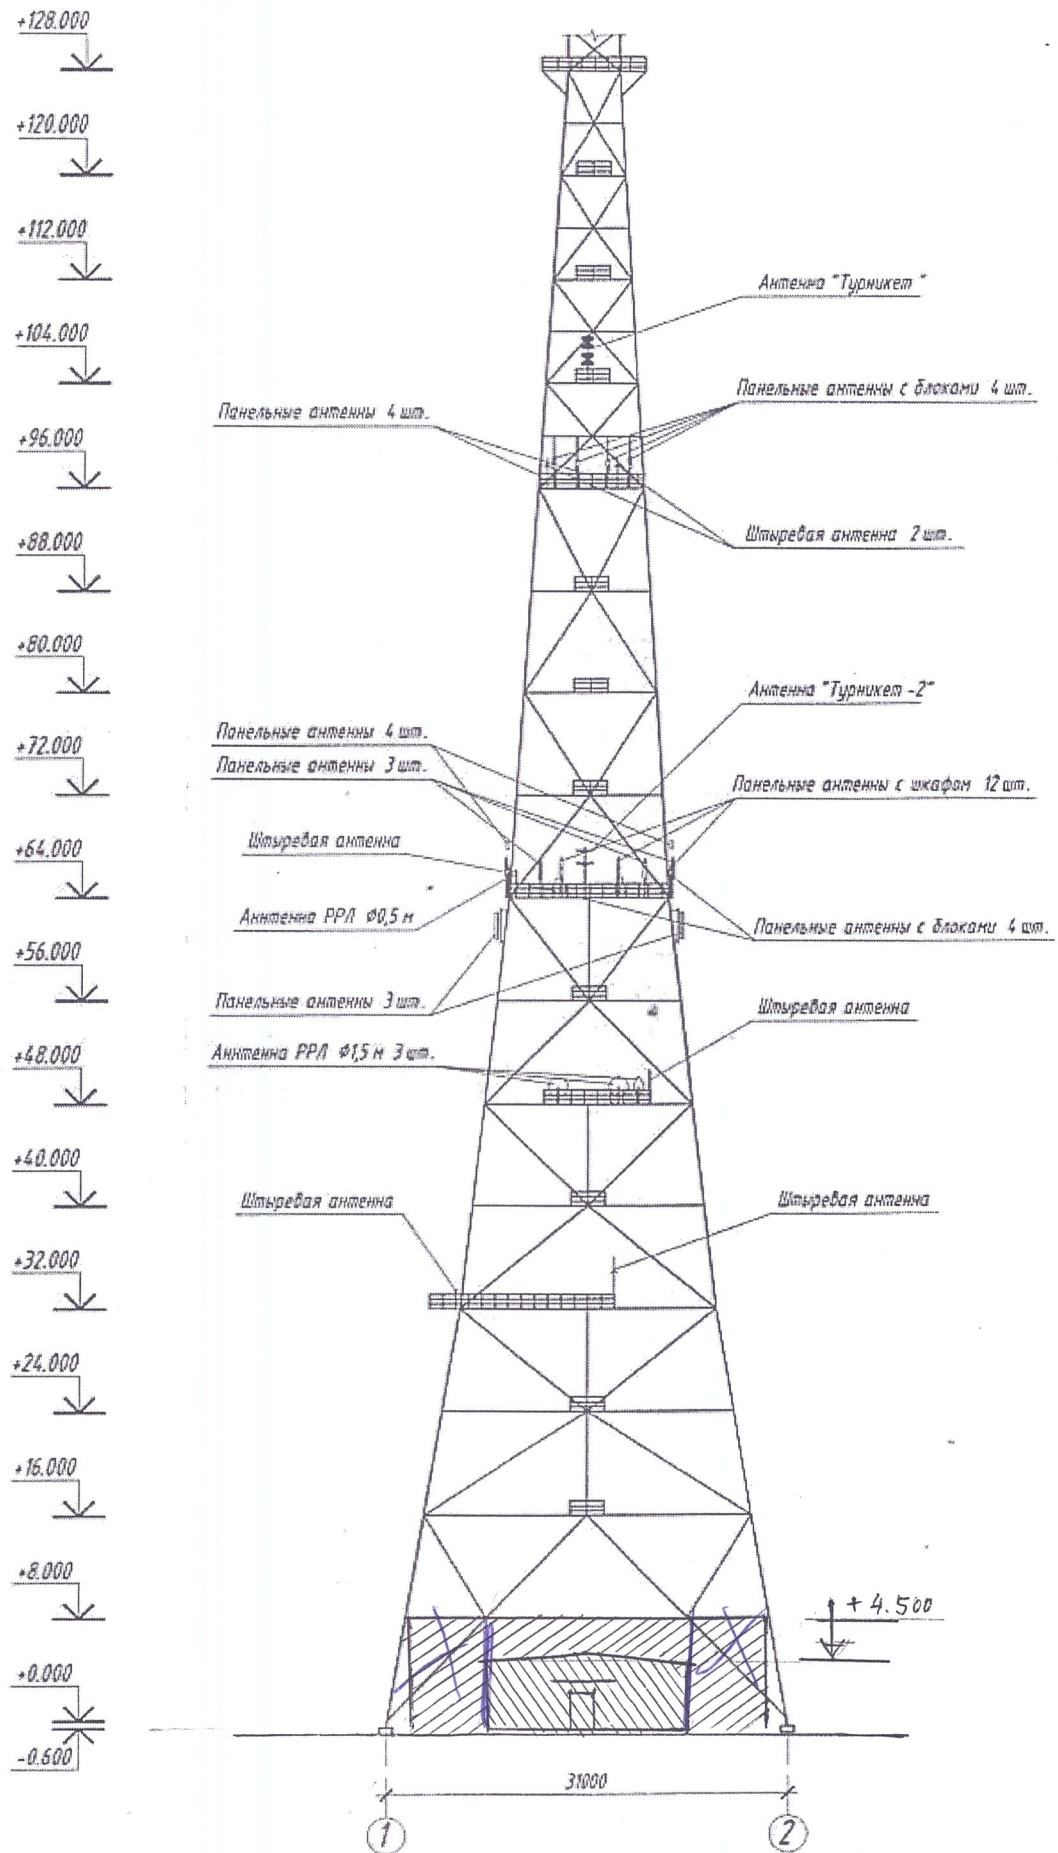 +128.000
+120.000
+112.000
Антенна "Турникет"
+104.000
Панельные антенны с блоками 4 шт.
Панельные антенны 4 шт.
+96.000
Штыревая антенна 2 шт.
+88.000
+80.000
Антенна "Турникет -2"
Панельные антенны 4 шт.
+72.000
Панельные антенны 3 шт.
Панельные антенны с шкафом 12 шт.
Штыревая антенна
+64.000
Аннтенна РРЛ Ф0,5 м
Панельные антенны с блоками 4 шт.
+56.000
Панельные антенны 3 шт.
Штыревая антенна
Аннтенна РРЛ Ф1,5 м 3 шт.
+48.000
+40.000
Штыревая антенна
Штыревая антенна
+32.000
+24.000
+16.000
+8.000
+4.500
+0.000
-0.600
31000
1
2